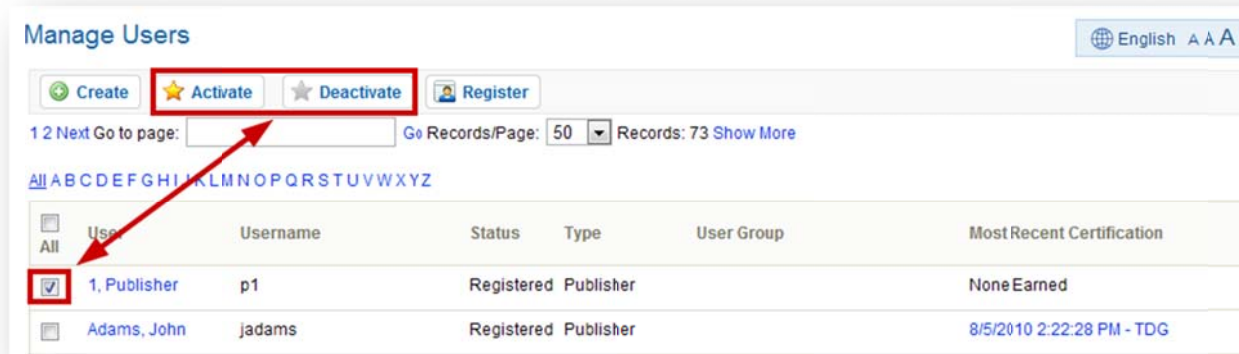 Manage Users
English A A A
Create Activate Deactivate Register
1 2 Next Go to page: Go Records/Page: 50 Records: 73 Show More
All A B C D E F G H I J K L M N O P Q R S T U V W X Y Z
All User Username Status Type User Group Most Recent Certification
1, Publisher p1 Registered Publisher None Earned
Adams, John jadams Registered Publisher 8/5/2010 2:22:28 PM - TDG